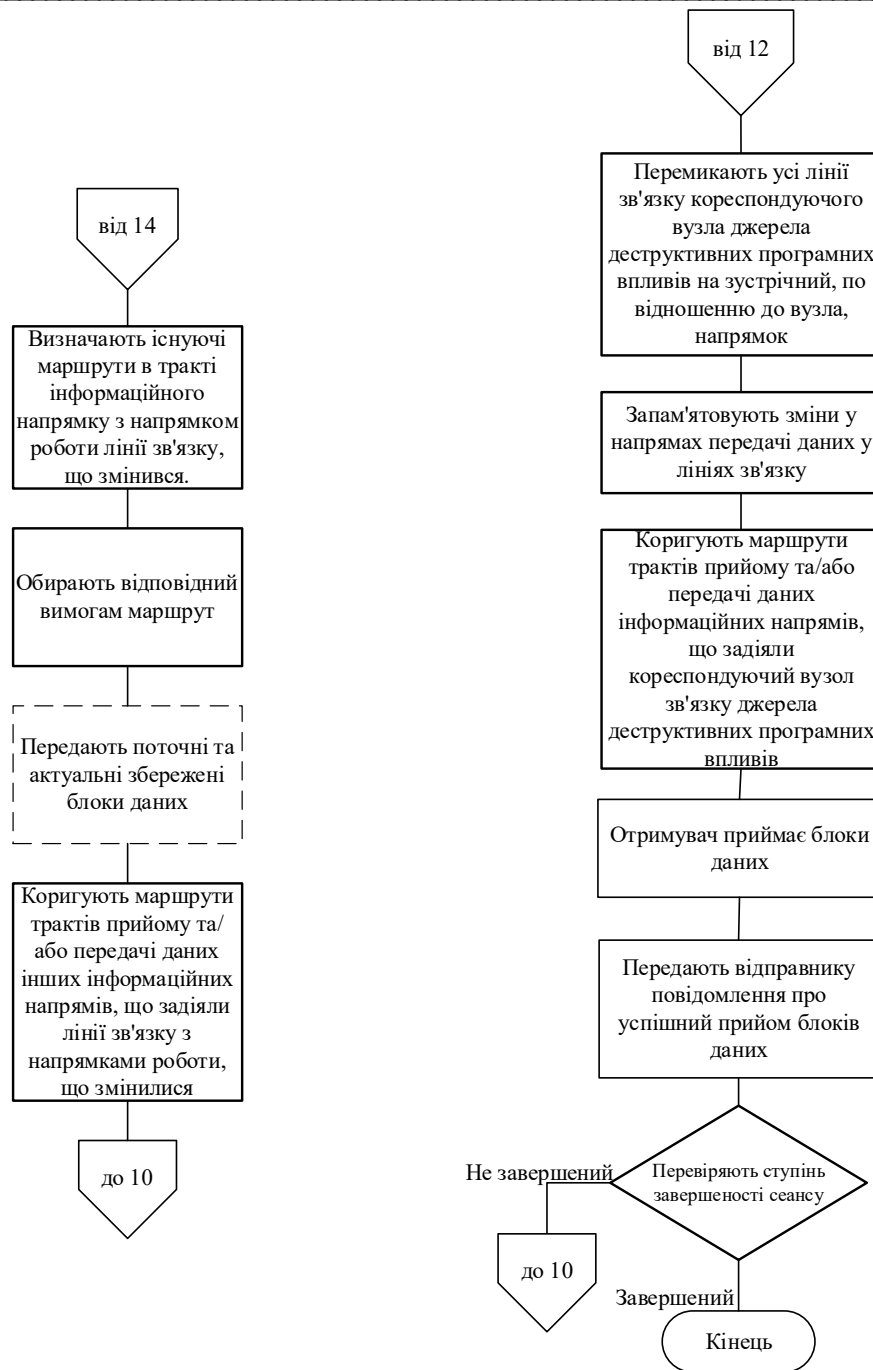 від 14
Визначають існуючі
маршрути в тракті
інформаційного
напрямку з напрямком
роботи лінії зв'язку,
що змінився.
Обирають відповідний
вимогам маршрут
Передають поточні та
актуальні збережені
блоки даних
Коригують маршрути
трактів прийому та/
або передачі даних
інших інформаційних
напрямів, що задіяли
лінії зв'язку з
напрямками роботи,
що змінилися
до 10
від 12
Перемикають усі лінії
зв'язку кореспондуючого
вузла джерела
деструктивних програмних
впливів на зустрічний, по
відношенню до вузла,
напрямок
Запам'ятовують зміни у
напрямах передачі даних у
лініях зв'язку
Коригують маршрути
трактів прийому та/або
передачі даних
інформаційних напрямів,
що задіяли
кореспондуючий вузол
зв'язку джерела
деструктивних програмних
впливів
Отримувач приймає блоки
даних
Передають відправнику
повідомлення про
успішний прийом блоків
даних
Перевіряють ступінь
завершеності сеансу
Не завершений
до 10
Завершений
Кінець